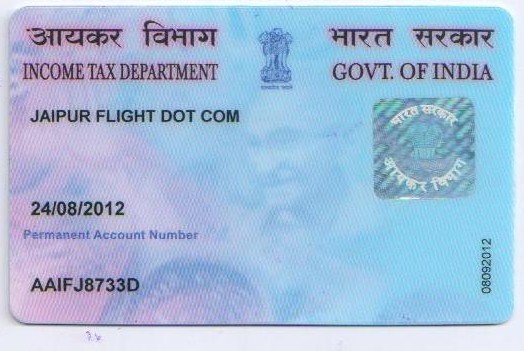 आयकर विभाग
INCOME TAX DEPARTMENT
भारत सरकार
GOVT. OF INDIA
JAIPUR FLIGHT DOT COM
भारत सरकार
आयकर विभाग
24/08/2012
Permanent Account Number
AAIFJ8733D
08092012